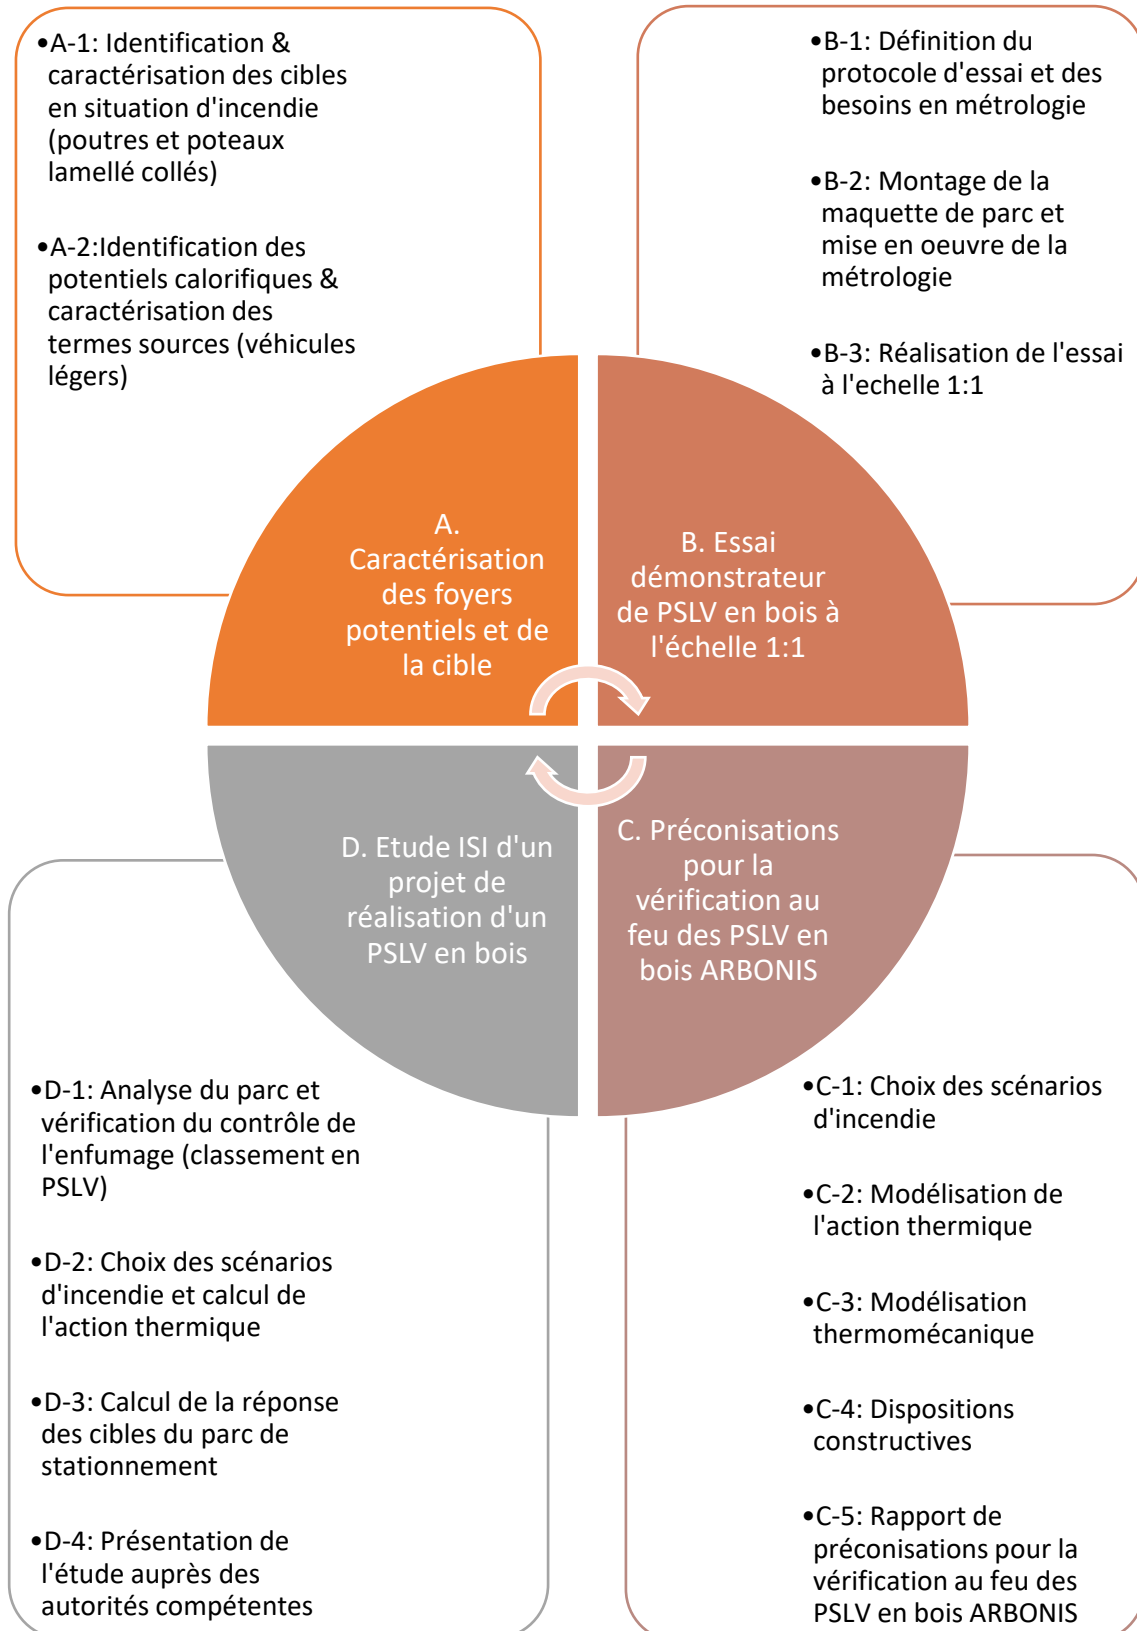 •A-1: Identification &
caractérisation des cibles
en situation d'incendie
(poutres et poteaux
lamellé collés)
•A-2:Identification des
potentiels calorifiques &
caractérisation des
termes sources (véhicules
légers)
•B-1: Définition du
protocole d'essai et des
besoins en métrologie
•B-2: Montage de la
maquette de parc et
mise en oeuvre de la
métrologie
•B-3: Réalisation de l'essai
à l'echelle 1:1
A.
Caractérisation
des foyers
potentiels et de
la cible
B. Essai
démonstrateur
de PSLV en bois à
l'échelle 1:1
D. Etude ISI d'un
projet de
réalisation d'un
PSLV en bois
C. Préconisations
pour la
vérification au
feu des PSLV en
bois ARBONIS
•D-1: Analyse du parc et
vérification du contrôle de
l'enfumage (classement en
PSLV)
•D-2: Choix des scénarios
d'incendie et calcul de
l'action thermique
•D-3: Calcul de la réponse
des cibles du parc de
stationnement
•D-4: Présentation de
l'étude auprès des
autorités compétentes
•C-1: Choix des scénarios
d'incendie
•C-2: Modélisation de
l'action thermique
•C-3: Modélisation
thermomécanique
•C-4: Dispositions
constructives
•C-5: Rapport de
préconisations pour la
vérification au feu des
PSLV en bois ARBONIS